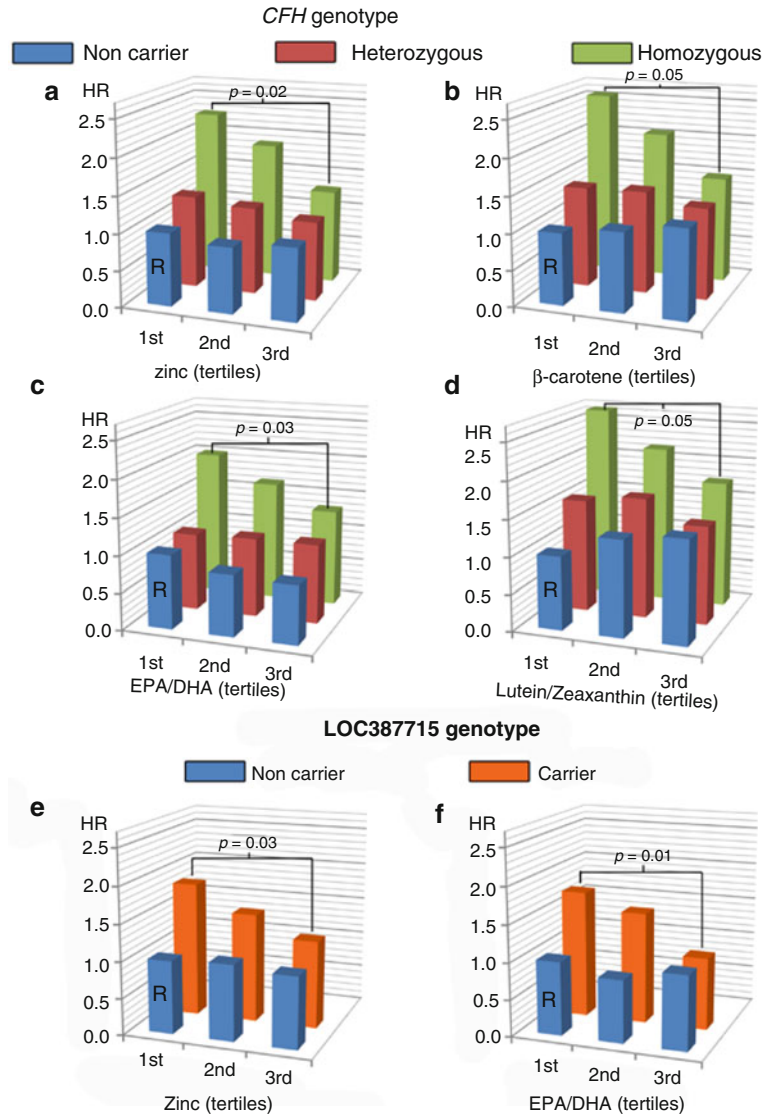 CFH genotype
Non carrier Heterozygous Homozygous
a
HR
p = 0.02
2.5
2.0
1.5
1.0
0.5
0.0
R
1st 2nd 3rd
zinc (tertiles)
b
HR
p = 0.05
2.5
2.0
1.5
1.0
0.5
0.0
R
1st 2nd 3rd
β-carotene (tertiles)
c
HR
p = 0.03
2.5
2.0
1.5
1.0
0.5
0.0
R
1st 2nd 3rd
EPA/DHA (tertiles)
d
HR
p = 0.05
2.5
2.0
1.5
1.0
0.5
0.0
R
1st 2nd 3rd
Lutein/Zeaxanthin (tertiles)
LOC387715 genotype
Non carrier Carrier
e
HR
p = 0.03
2.5
2.0
1.5
1.0
0.5
0.0
R
1st 2nd 3rd
Zinc (tertiles)
f
HR
p = 0.01
2.5
2.0
1.5
1.0
0.5
0.0
R
1st 2nd 3rd
EPA/DHA (tertiles)